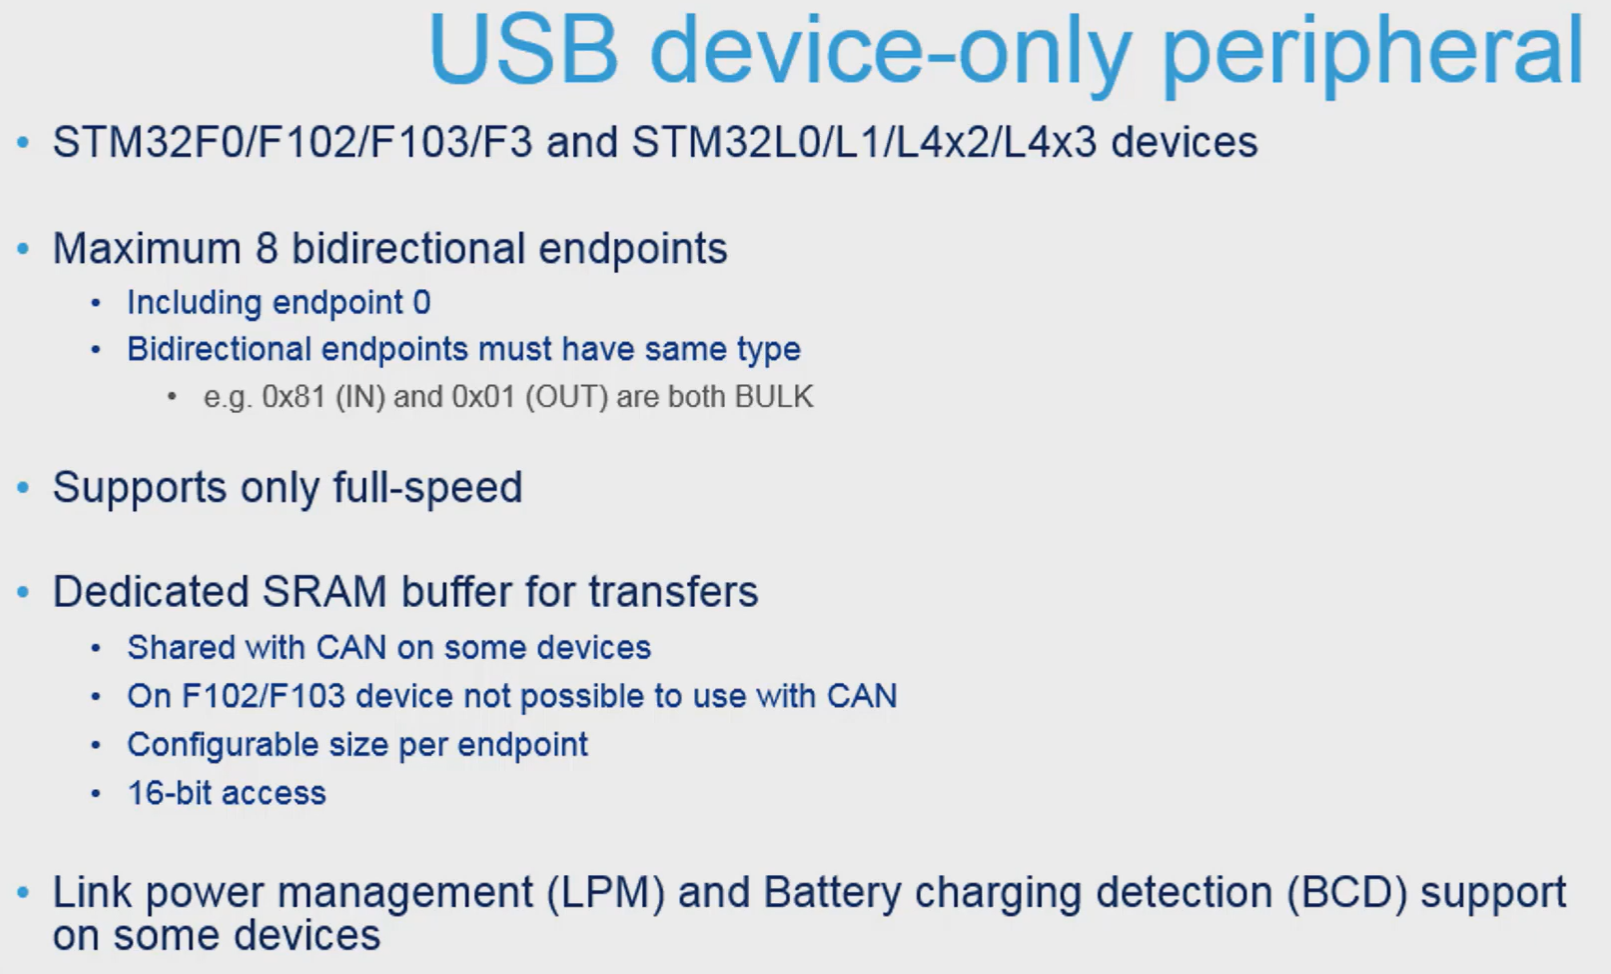 USB device-only peripheral
• STM32F0/F102/F103/F3 and STM32L0/L1/L4x2/L4x3 devices
• Maximum 8 bidirectional endpoints
• Including endpoint 0
• Bidirectional endpoints must have same type
• e.g. 0x81 (IN) and 0x01 (OUT) are both BULK
• Supports only full-speed
• Dedicated SRAM buffer for transfers
• Shared with CAN on some devices
• On F102/F103 device not possible to use with CAN
• Configurable size per endpoint
• 16-bit access
• Link power management (LPM) and Battery charging detection (BCD) support
on some devices